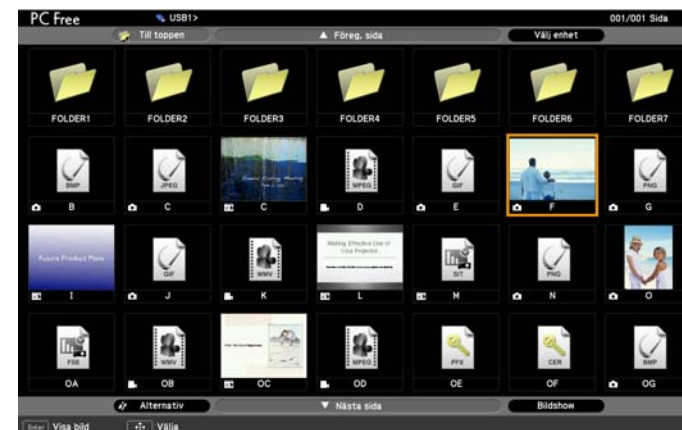 PC Free USB1> 001/001 Sida
Till toppen ▲ Föreg. sida Välj enhet
FOLDER1 FOLDER2 FOLDER3 FOLDER4 FOLDER5 FOLDER6 FOLDER7
BMP JPEG MPEG GIF PNG
B C C D E F G
Future Product Plans GIF WMV Making Effective Use of PNG
Your Projector
SIT
I J K L M N O
FSE WMV MPEG PFX CER BMP
OA OB OC OD OE OF OG
Alternativ ▼ Nästa sida Bildshow
Enter Visa bild Välja